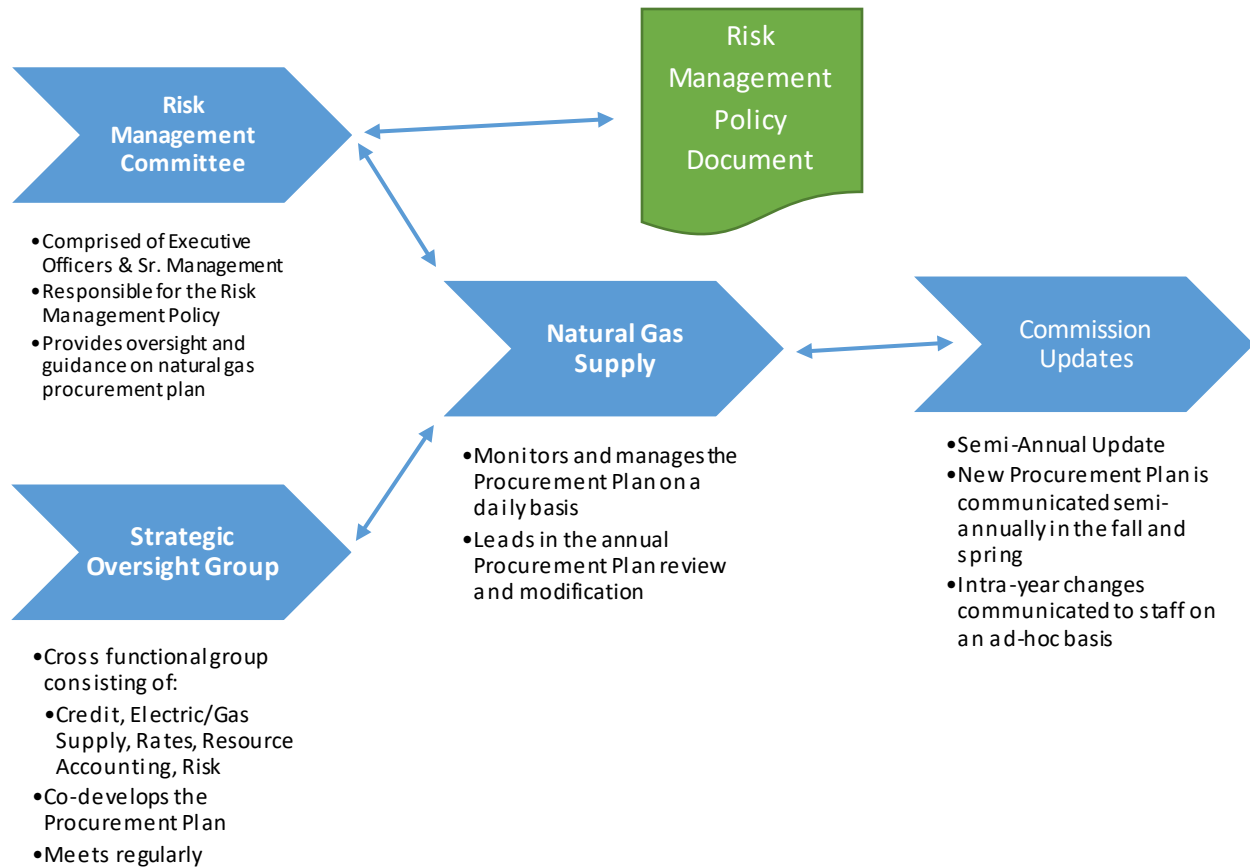 Risk
Management
Committee
•Comprised of Executive
Officers & Sr. Management
•Responsible for the Risk
Management Policy
•Provides oversight and
guidance on natural gas
procurement plan
Risk
Management
Policy
Document
Strategic
Oversight Group
•Cross functional group
consisting of:
•Credit, Electric/Gas
Supply, Rates, Resource
Accounting, Risk
•Co-develops the
Procurement Plan
•Meets regularly
Natural Gas
Supply
•Monitors and manages the
Procurement Plan on a
daily basis
•Leads in the annual
Procurement Plan review
and modification
Commission
Updates
•Semi-Annual Update
•New Procurement Plan is
communicated semi-
annually in the fall and
spring
•Intra-year changes
communicated to staff on
an ad-hoc basis